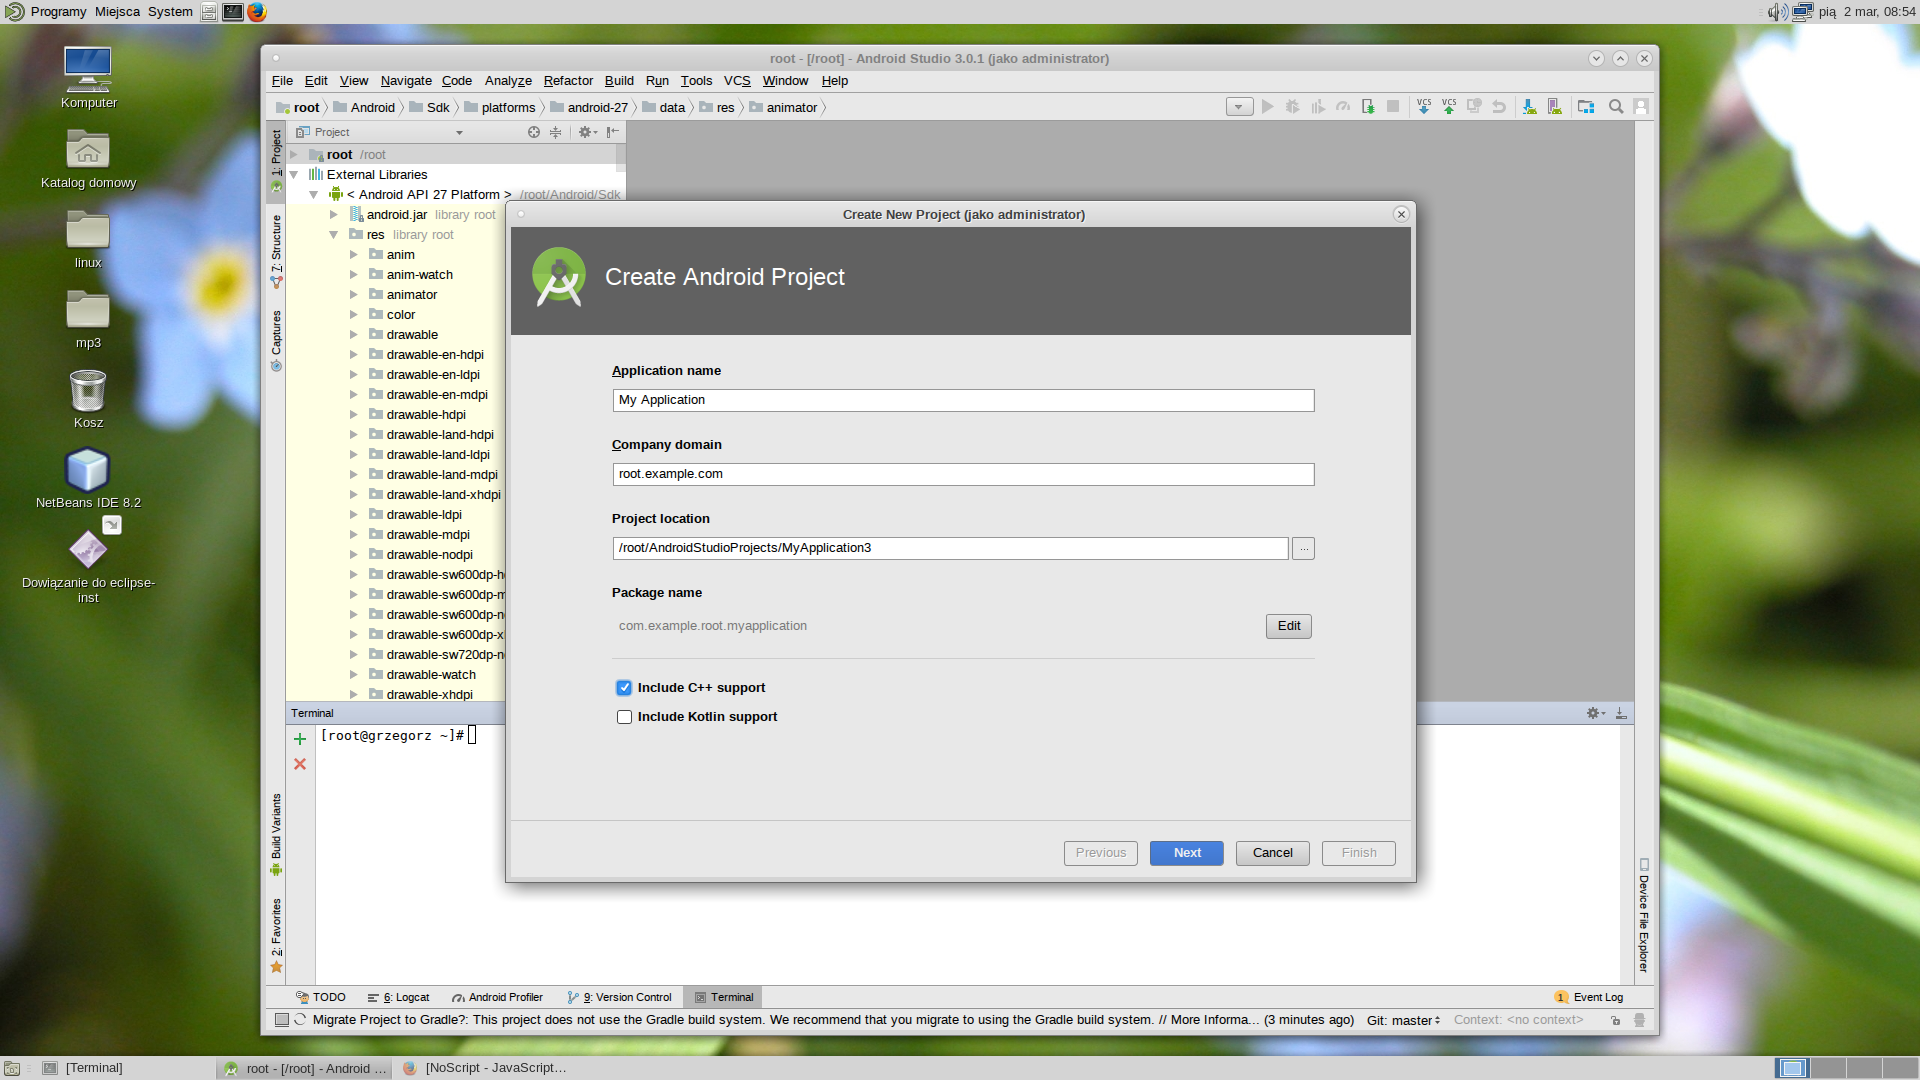 Programy Miejsca System
pią 2 mar, 08:54
Komputer
Katalog domowy
linux
mp3
Kosz
NetBeans IDE 8.2
Dowiązanie do eclipse-
inst
root - [/root] - Android Studio 3.0.1 (jako administrator)
File Edit View Navigate Code Analyze Refactor Build Run Tools VCS Window Help
root Android Sdk platforms android-27 data res animator
VCS VCS
1: Project
7: Structure
Captures
Build Variants
2: Favorites
Project
root /root
External Libraries
< Android API 27 Platform > /root/Android/Sdk
android.jar library root
res library root
anim
anim-watch
animator
color
drawable
drawable-en-hdpi
drawable-en-ldpi
drawable-en-mdpi
drawable-hdpi
drawable-land-hdpi
drawable-land-ldpi
drawable-land-mdpi
drawable-land-xhdpi
drawable-ldpi
drawable-mdpi
drawable-nodpi
drawable-sw600dp-h
drawable-sw600dp-m
drawable-sw600dp-n
drawable-sw600dp-x
drawable-sw720dp-n
drawable-watch
drawable-xhdpi
Create New Project (jako administrator)
Create Android Project
Application name
My Application
Company domain
root.example.com
Project location
/root/AndroidStudioProjects/MyApplication3
...
Package name
com.example.root.myapplication
Edit
Include C++ support
Include Kotlin support
Previous Next Cancel Finish
Terminal
[root@grzegorz ~]#
Device File Explorer
TODO 6: Logcat Android Profiler 9: Version Control Terminal
1 Event Log
Migrate Project to Gradle?: This project does not use the Gradle build system. We recommend that you migrate to using the Gradle build system. // More Informa... (3 minutes ago) Git: master Context: <no context>
[Terminal]
root - [/root] - Android ...
[NoScript - JavaScript...